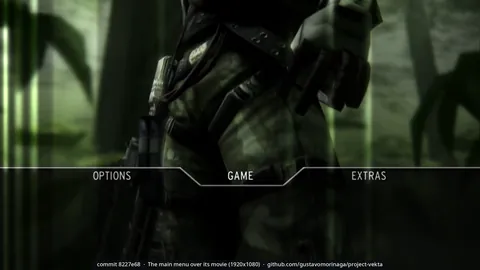 OPTIONS GAME EXTRAS
commit 8227e68 · The main menu over its movie (1920x1080) · github.com/gustavomorinaga/project-vekta